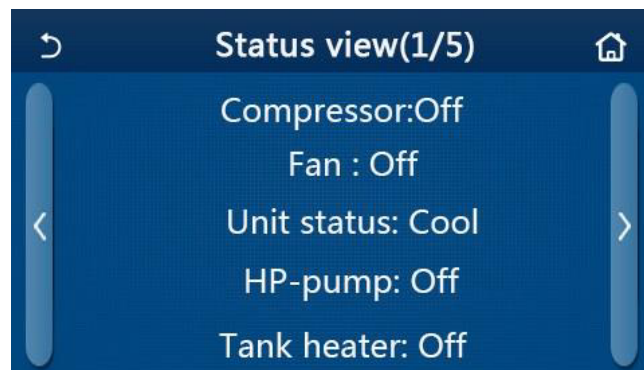 Status view(1/5)
Compressor:Off
Fan : Off
Unit status: Cool
HP-pump: Off
Tank heater: Off